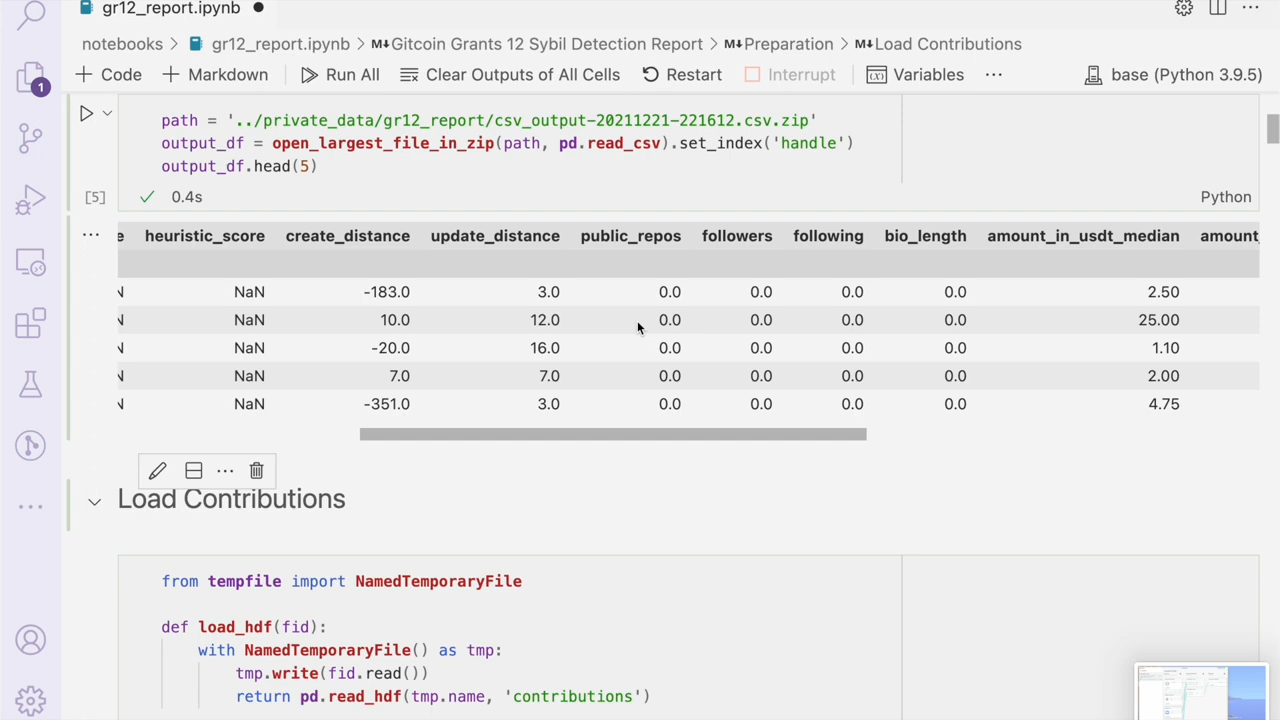 gr12_report.ipynb
notebooks > gr12_report.ipynb > M↓Gitcoin Grants 12 Sybil Detection Report > M↓Preparation > M↓Load Contributions
+ Code + Markdown Run All Clear Outputs of All Cells Restart Interrupt Variables ··· base (Python 3.9.5)
1
path = '../private_data/gr12_report/csv_output-20211221-221612.csv.zip'
output_df = open_largest_file_in_zip(path, pd.read_csv).set_index('handle')
output_df.head(5)
[5] ✓ 0.4s Python
e heuristic_score create_distance update_distance public_repos followers following bio_length amount_in_usdt_median amount_
N NaN -183.0 3.0 0.0 0.0 0.0 0.0 2.50
N NaN 10.0 12.0 0.0 0.0 0.0 0.0 25.00
N NaN -20.0 16.0 0.0 0.0 0.0 0.0 1.10
N NaN 7.0 7.0 0.0 0.0 0.0 0.0 2.00
N NaN -351.0 3.0 0.0 0.0 0.0 0.0 4.75
Load Contributions
from tempfile import NamedTemporaryFile
def load_hdf(fid):
with NamedTemporaryFile() as tmp:
tmp.write(fid.read())
return pd.read_hdf(tmp.name, 'contributions')